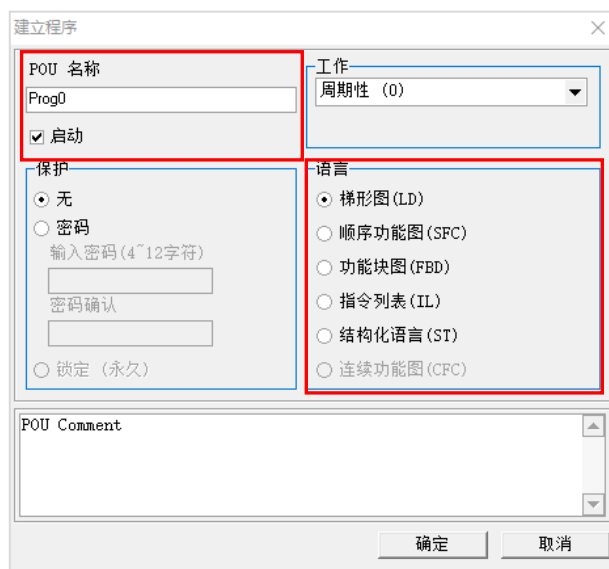 建立程序
POU 名称
Prog0
启动
工作
周期性 (0)
保护
无
密码
输入密码(4~12字符)
密码确认
锁定 (永久)
语言
梯形图(LD)
顺序功能图(SFC)
功能块图(FBD)
指令列表(IL)
结构化语言(ST)
连续功能图(CFC)
POU Comment
确定
取消